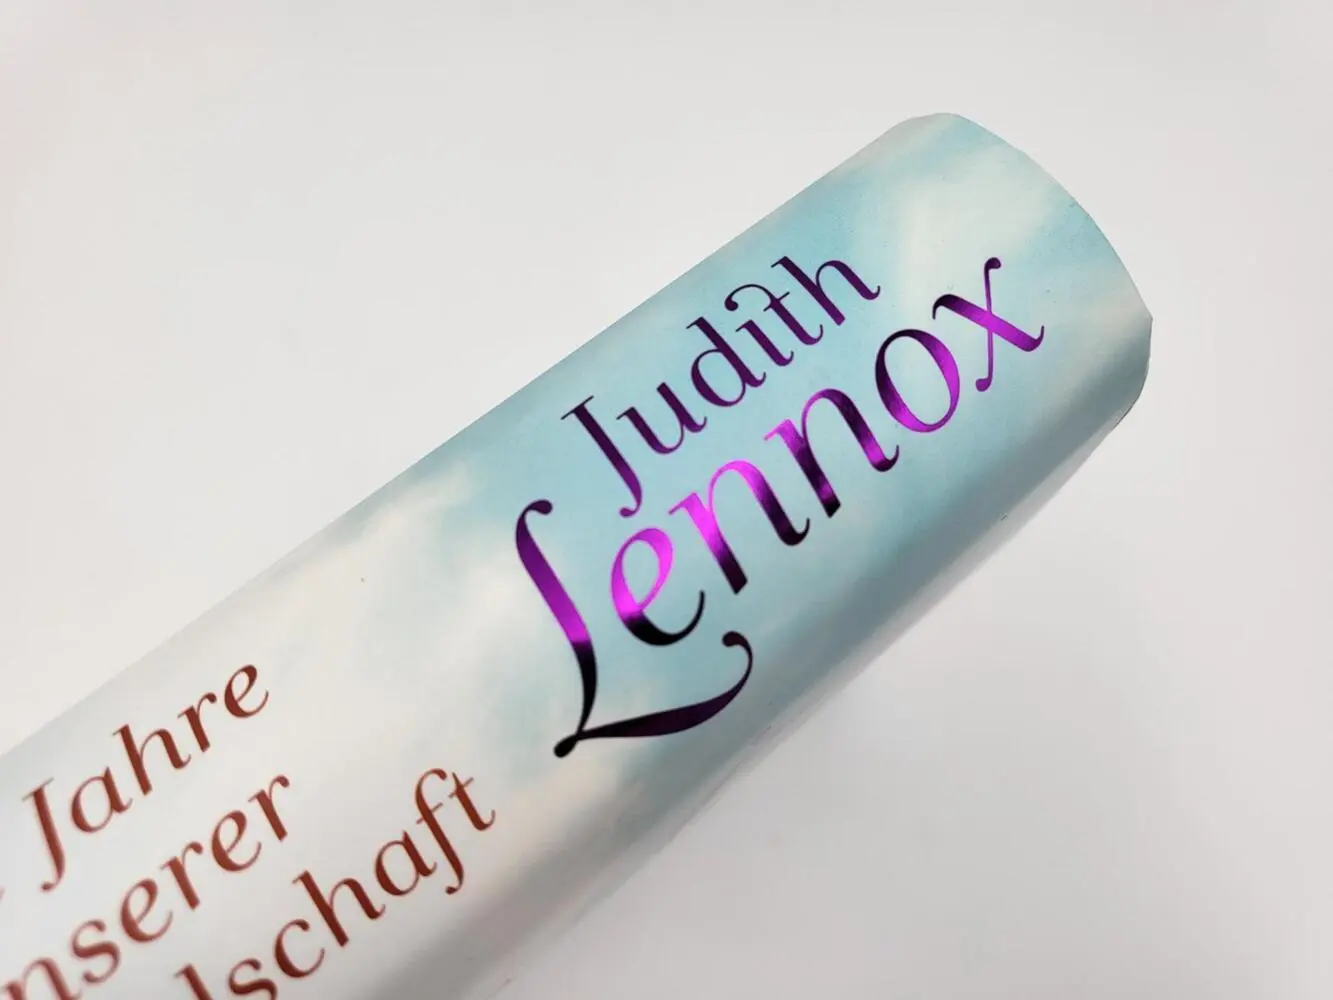 Judith
Lennox
Jahre
nserer
lschaft